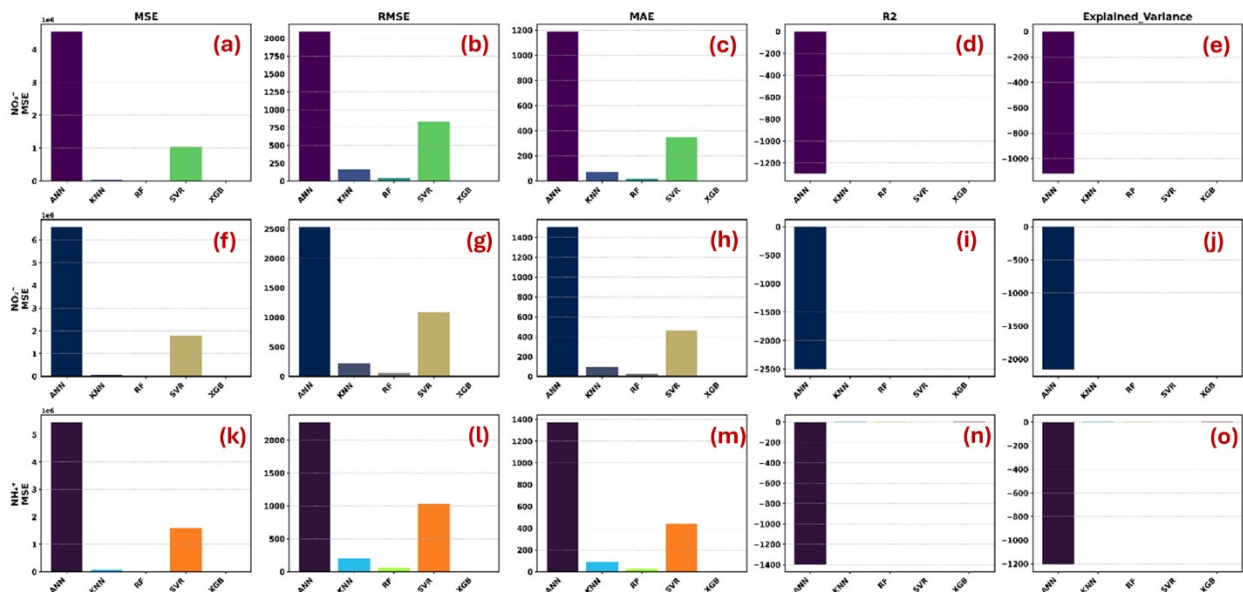 MSE
1e6
(a)
MSE
4
3
2
1
0
ANN KNN RF SVR XGB
RMSE
(b)
2000
1750
1500
1250
1000
750
500
250
0
ANN KNN RF SVR XGB
MAE
(c)
1200
1000
800
600
400
200
0
ANN KNN RF SVR XGB
R2
(d)
0
−200
−400
−600
−800
−1000
−1200
ANN KNN RF SVR XGB
Explained_Variance
(e)
0
−200
−400
−600
−800
−1000
ANN KNN RF SVR XGB
1e6
(f)
NO₂⁻
MSE
6
5
4
3
2
1
0
ANN KNN RF SVR XGB
(g)
2500
2000
1500
1000
500
0
ANN KNN RF SVR XGB
(h)
1400
1200
1000
800
600
400
200
0
ANN KNN RF SVR XGB
(i)
0
−500
−1000
−1500
−2000
−2500
ANN KNN RF SVR XGB
(j)
0
−500
−1000
−1500
−2000
ANN KNN RF SVR XGB
1e6
(k)
NH₄⁺
MSE
5
4
3
2
1
0
ANN KNN RF SVR XGB
(l)
2000
1500
1000
500
0
ANN KNN RF SVR XGB
(m)
1400
1200
1000
800
600
400
200
0
ANN KNN RF SVR XGB
(n)
0
−200
−400
−600
−800
−1000
−1200
−1400
ANN KNN RF SVR XGB
(o)
0
−200
−400
−600
−800
−1000
−1200
ANN KNN RF SVR XGB